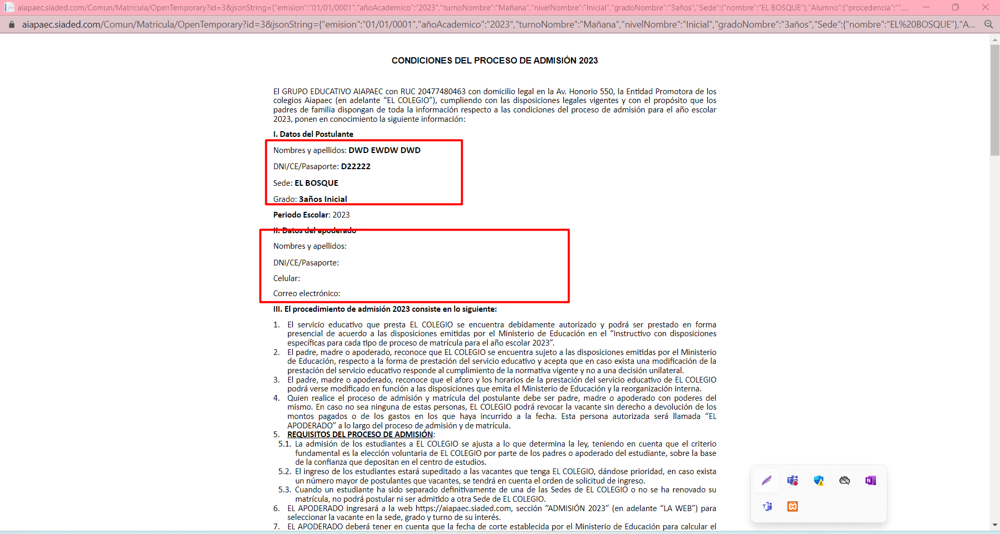 aiapaec.siaded.com/Comun/Matricula/OpenTemporary?id=3&jsonString={"emision":"01/01/0001","añoAcademico":"2023","turnoNombre":"Mañana","nivelNombre":"Inicial","gradoNombre":"3años","Sede":{"nombre":"EL BOSQUE"},"Alumno":{"procedencia":"",...
aiapaec.siaded.com/Comun/Matricula/OpenTemporary?id=3&jsonString={"emision":"01/01/0001","añoAcademico":"2023","turnoNombre":"Mañana","nivelNombre":"Inicial","gradoNombre":"3años","Sede":{"nombre":"EL%20BOSQUE"},"A...
CONDICIONES DEL PROCESO DE ADMISIÓN 2023
El GRUPO EDUCATIVO AIAPAEC con RUC 20477480463 con domicilio legal en la Av. Honorio 550, la Entidad Promotora de los
colegios Aiapaec (en adelante “EL COLEGIO”), cumpliendo con las disposiciones legales vigentes y con el propósito que los
padres de familia dispongan de toda la información respecto a las condiciones del proceso de admisión para el año escolar
2023, ponen en conocimiento la siguiente información:
I. Datos del Postulante
Nombres y apellidos: DWD EWDW DWD
DNI/CE/Pasaporte: D22222
Sede: EL BOSQUE
Grado: 3años Inicial
Periodo Escolar: 2023
II. Datos del apoderado
Nombres y apellidos:
DNI/CE/Pasaporte:
Celular:
Correo electrónico:
III. El procedimiento de admisión 2023 consiste en lo siguiente:
1. El servicio educativo que presta EL COLEGIO se encuentra debidamente autorizado y podrá ser prestado en forma
presencial de acuerdo a las disposiciones emitidas por el Ministerio de Educación en el “Instructivo con disposiciones
específicas para cada tipo de proceso de matrícula para el año escolar 2023”.
2. El padre, madre o apoderado, reconoce que EL COLEGIO se encuentra sujeto a las disposiciones emitidas por el Ministerio
de Educación, respecto a la forma de prestación del servicio educativo y acepta que en caso exista una modificación de la
prestación del servicio educativo responde al cumplimiento de la normativa vigente y no a una decisión unilateral.
3. El padre, madre o apoderado, reconoce que el aforo y los horarios de la prestación del servicio educativo de EL COLEGIO
podrá verse modificado en función a las disposiciones que emita el Ministerio de Educación y la reorganización interna.
4. Quien realice el proceso de admisión y matrícula del postulante debe ser padre, madre o apoderado con poderes del
mismo. En caso no sea ninguna de estas personas, EL COLEGIO podrá revocar la vacante sin derecho a devolución de los
montos pagados o de los gastos en los que haya incurrido a la fecha. Esta persona autorizada será llamada “EL
APODERADO” a lo largo del proceso de admisión y de matrícula.
5. REQUISITOS DEL PROCESO DE ADMISIÓN:
5.1. La admisión de los estudiantes a EL COLEGIO se ajusta a lo que determina la ley, teniendo en cuenta que el criterio
fundamental es la elección voluntaria de EL COLEGIO por parte de los padres o apoderado del estudiante, sobre la base
de la confianza que depositan en el centro de estudios.
5.2. El ingreso de los estudiantes estará supeditado a las vacantes que tenga EL COLEGIO, dándose prioridad, en caso exista
un número mayor de postulantes que vacantes, se tendrá en cuenta el orden de solicitud de ingreso.
5.3. Cuando un estudiante ha sido separado definitivamente de una de las Sedes de EL COLEGIO o no se ha renovado su
matrícula, no podrá postular ni ser admitido a otra Sede de EL COLEGIO.
6. EL APODERADO ingresará a la web https://aiapaec.siaded.com, sección “ADMISIÓN 2023” (en adelante “LA WEB”) para
seleccionar la vacante en la sede, grado y turno de su interés.
7. EL APODERADO deberá tener en cuenta que la fecha de corte establecida por el Ministerio de Educación para calcular el